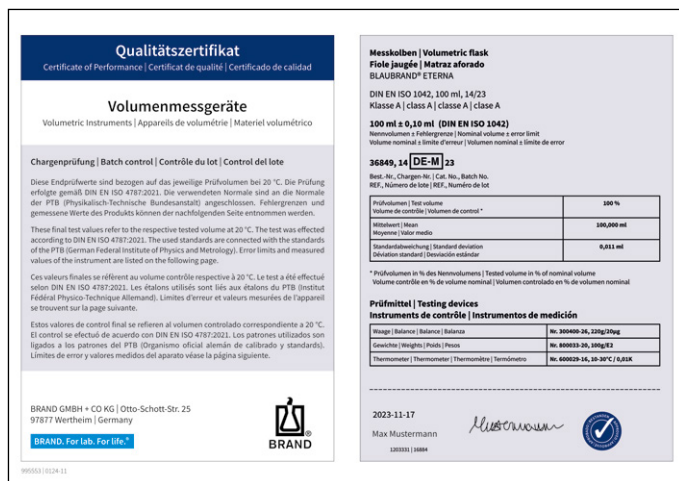 Qualitätszertifikat
Certificate of Performance | Certificat de qualité | Certificado de calidad
Volumenmessgeräte
Volumetric Instruments | Appareils de volumétrie | Materiel volumétrico
Chargenprüfung | Batch control | Contrôle du lot | Control del lote
Diese Endprüfwerte sind bezogen auf das jeweilige Prüfvolumen bei 20 °C. Die Prüfung
erfolgte gemäß DIN EN ISO 4787:2021. Die verwendeten Normale sind an die Normale
der PTB (Physikalisch-Technische Bundesanstalt) angeschlossen. Fehlergrenzen und
gemessene Werte des Produkts können der nachfolgenden Seite entnommen werden.
These final test values refer to the respective tested volume at 20 °C. The test was effected
according to DIN EN ISO 4787:2021. The used standards are connected with the standards
of the PTB (German Federal Institute of Physics and Metrology). Error limits and measured
values of the instrument are listed on the following page.
Ces valeurs finales se réfèrent au volume contrôlé respective à 20 °C. Le test a été effectué
selon DIN EN ISO 4787:2021. Les étalons utilisés sont liés aux étalons du PTB (Institut
Fédéral Physico-Technique Allemand). Limites d'erreur et valeurs mesurées de l'appareil
se trouvent sur la page suivante.
Estos valores de control final se refieren al volumen controlado correspondiente a 20 °C.
El control se efectuó de acuerdo con DIN EN ISO 4787:2021. Los patrones utilizados son
ligados a los patrones del PTB (Organismo oficial alemán de calibrado y standards).
Límites de error y valores medidos del aparato véase la página siguiente.
BRAND GMBH + CO KG | Otto-Schott-Str. 25
97877 Wertheim | Germany
BRAND. For lab. For life.®
BRAND
995553 | 0124-11
Messkolben | Volumetric flask
Fiole jaugée | Matraz aforado
BLAUBRAND® ETERNA
DIN EN ISO 1042, 100 ml, 14/23
Klasse A | class A | classe A | clase A
100 ml ± 0,10 ml (DIN EN ISO 1042)
Nennvolumen ± Fehlergrenze | Nominal volume ± error limit
Volume nominal ± limite d'erreur | Volumen nominal ± límite de error
36849, 14 DE-M 23
Best.-Nr., Chargen-Nr. | Cat. No., Batch No.
REF., Numéro de lote | REF., Numéro de lot
Prüfvolumen | Test volume 100 %
Volume de contrôle | Volumen de control *
Mittelwert | Mean 100,000 ml
Moyenne | Valor medio
Standardabweichung | Standard deviation 0,011 ml
Déviation standard | Desviación estándar
* Prüfvolumen in % des Nennvolumens | Tested volume in % of nominal volume
Volume contrôle en % de volume nominal | Volumen controlado en % de volumen nominal
Prüfmittel | Testing devices
Instruments de contrôle | Instrumentos de medición
Waage | Balance | Balance | Balanza Nr. 300400-26, 220g/20µg
Gewichte | Weights | Poids | Pesos Nr. 800033-20, 100g/E2
Thermometer | Thermometer | Thermomètre | Termómetro Nr. 600029-16, 10-30°C / 0,01K
2023-11-17
Mustermann
Max Mustermann
1203331 | 16884